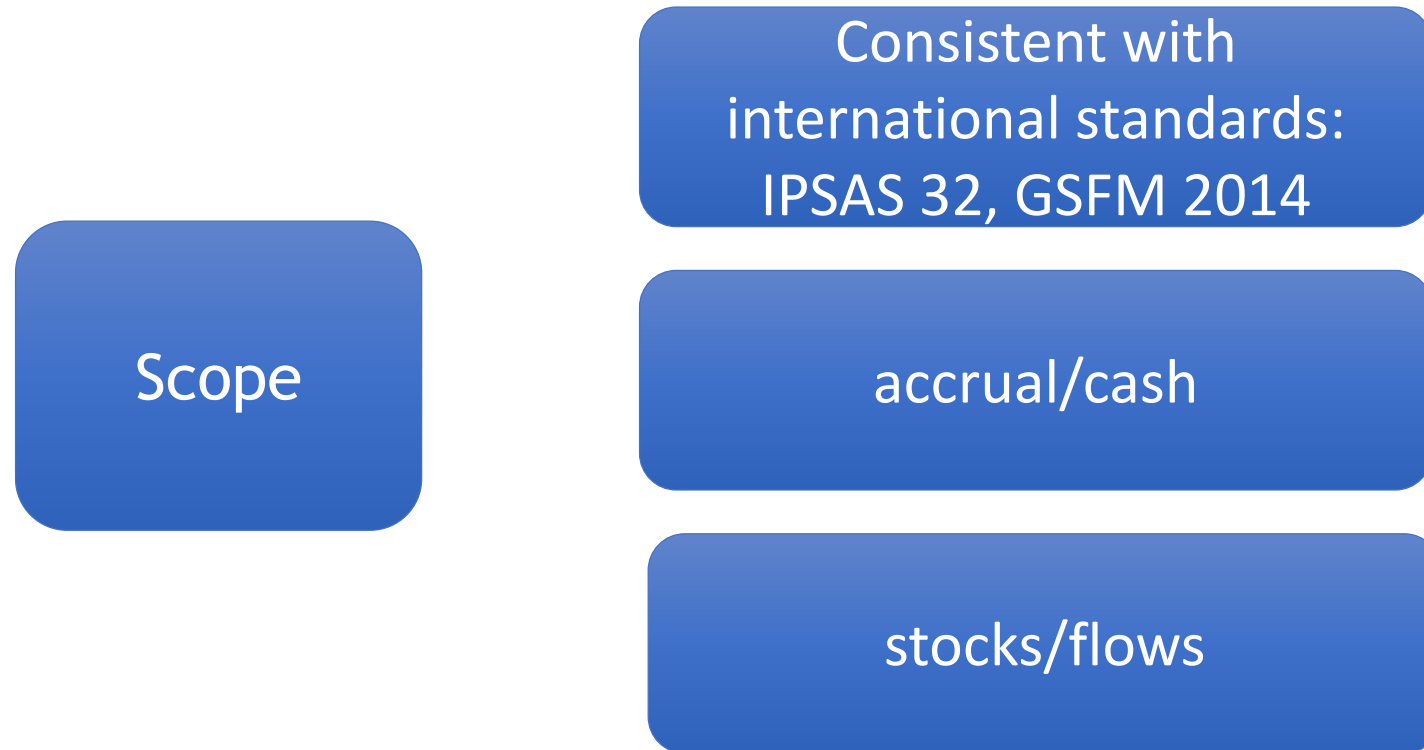 Consistent with
international standards:
IPSAS 32, GSFM 2014
Scope
accrual/cash
stocks/flows